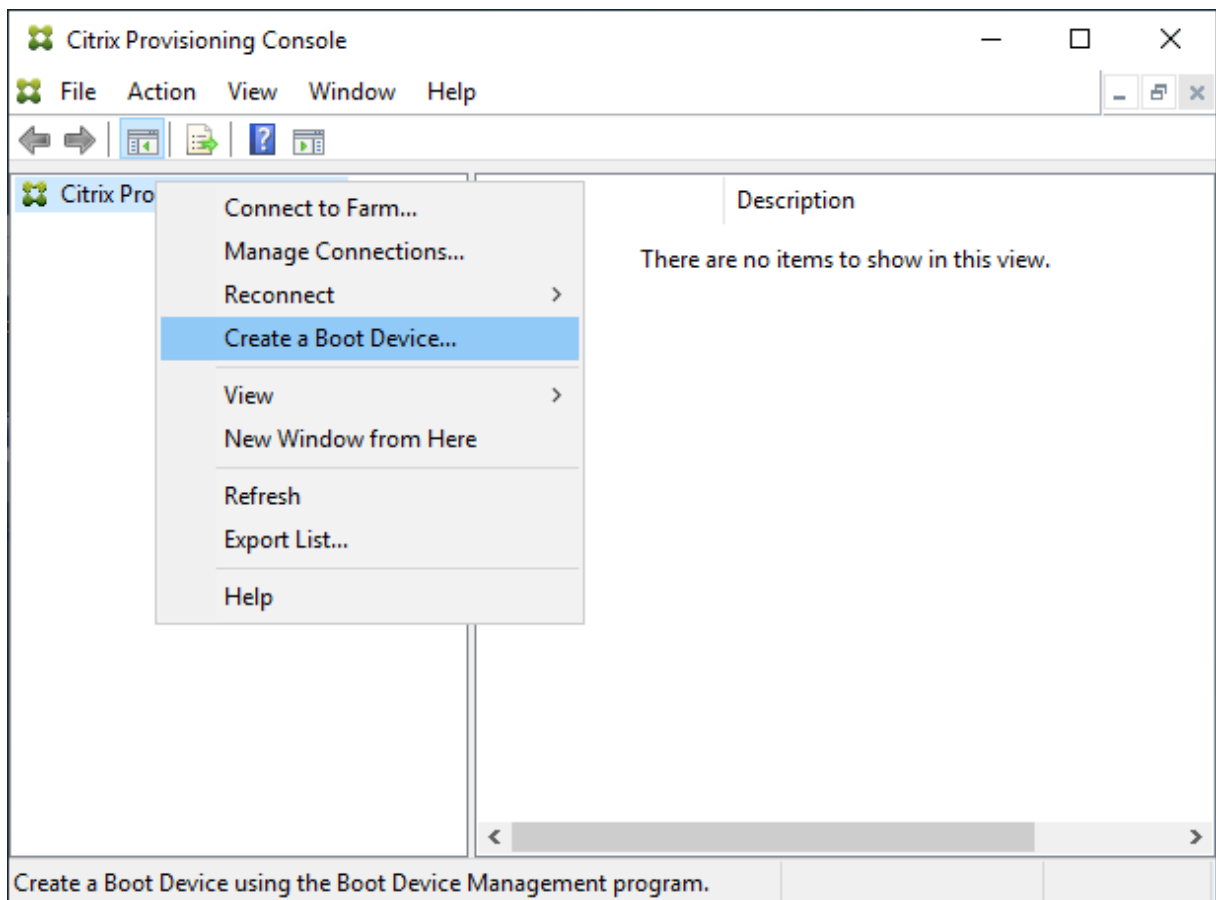 Citrix Provisioning Console
File Action View Window Help
Citrix Pro
Description
There are no items to show in this view.
Connect to Farm...
Manage Connections...
Reconnect
Create a Boot Device...
View
New Window from Here
Refresh
Export List...
Help
Create a Boot Device using the Boot Device Management program.